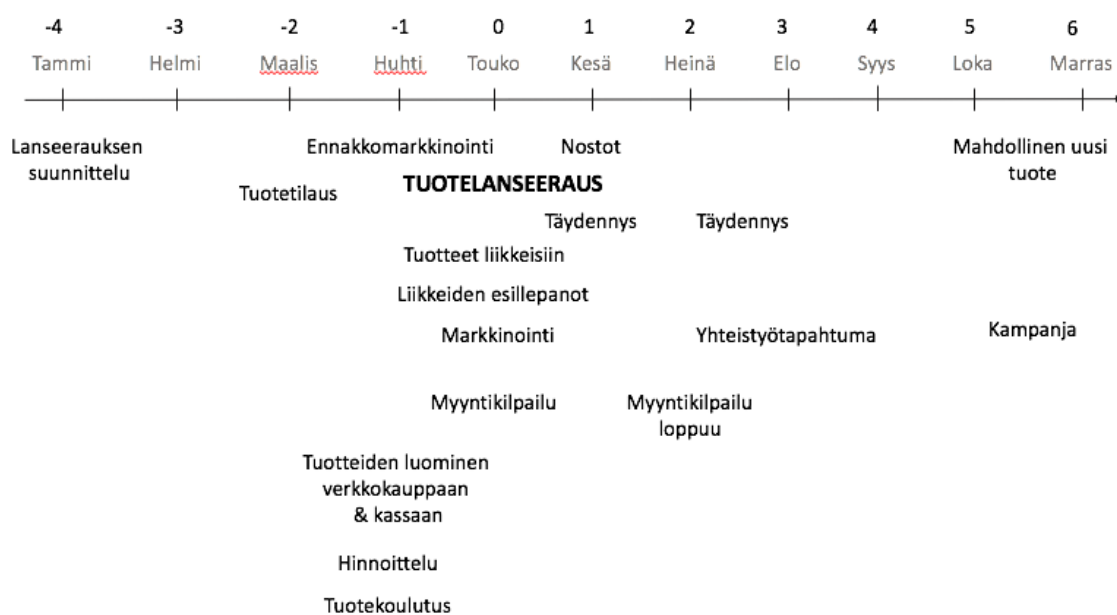 -4 -3 -2 -1 0 1 2 3 4 5 6
Tammi Helmi Maalis Huhti Touko Kesä Heinä Elo Syys Loka Marras
Lanseerauksen Ennakkomarkkinointi Nostot Mahdollinen uusi
suunnittelu tuote
TUOTELANSEERAUS
Tuotetilaus
Täydennys Täydennys
Tuotteet liikkeisiin
Liikkeiden esillepanot
Markkinointi Yhteistyötapahtuma Kampanja
Myyntikilpailu Myyntikilpailu
loppuu
Tuotteiden luominen
verkkokauppaan
& kassaan
Hinnoittelu
Tuotekoulutus